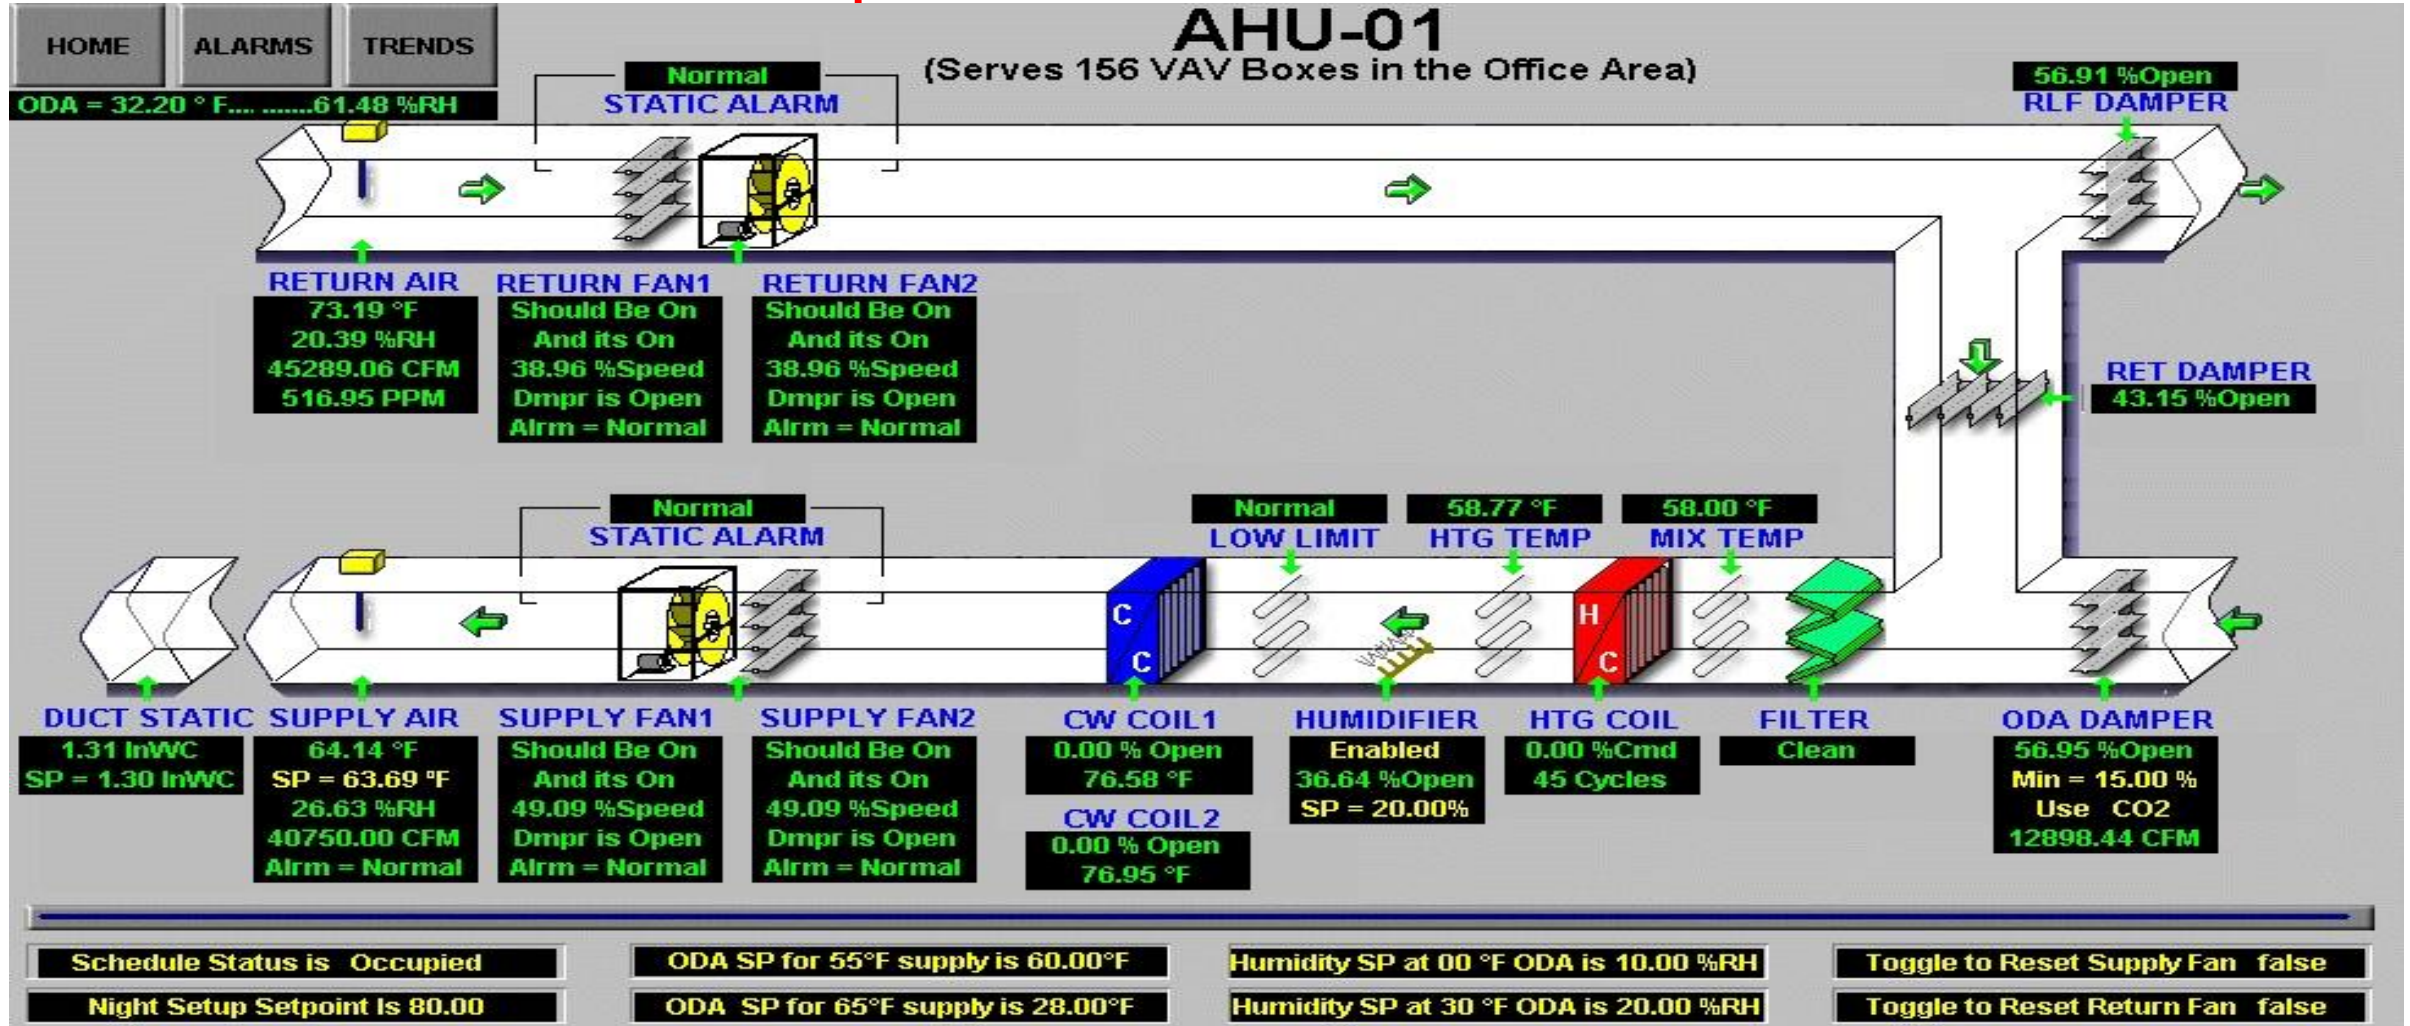 HOME
ALARMS
TRENDS
AHU-01
(Serves 156 VAV Boxes in the Office Area)
ODA = 32.20 ° F.... .......61.48 %RH
Normal
STATIC ALARM
56.91 %Open
RLF DAMPER
RETURN AIR
73.19 °F
20.39 %RH
45289.06 CFM
516.95 PPM
RETURN FAN1
Should Be On
And its On
38.96 %Speed
Dmpr is Open
Alrm = Normal
RETURN FAN2
Should Be On
And its On
38.96 %Speed
Dmpr is Open
Alrm = Normal
RET DAMPER
43.15 %Open
Normal
STATIC ALARM
Normal
LOW LIMIT
58.77 °F
HTG TEMP
58.00 °F
MIX TEMP
C
C
H
C
DUCT STATIC
1.31 InWC
SP = 1.30 InWC
SUPPLY AIR
64.14 °F
SP = 63.69 °F
26.63 %RH
40750.00 CFM
Alrm = Normal
SUPPLY FAN1
Should Be On
And its On
49.09 %Speed
Dmpr is Open
Alrm = Normal
SUPPLY FAN2
Should Be On
And its On
49.09 %Speed
Dmpr is Open
Alrm = Normal
CW COIL1
0.00 % Open
76.58 °F
CW COIL2
0.00 % Open
76.95 °F
HUMIDIFIER
Enabled
36.64 %Open
SP = 20.00%
HTG COIL
0.00 %Cmd
45 Cycles
FILTER
Clean
ODA DAMPER
56.95 %Open
Min = 15.00 %
Use CO2
12898.44 CFM
Schedule Status is Occupied
ODA SP for 55°F supply is 60.00°F
Humidity SP at 00 °F ODA is 10.00 %RH
Toggle to Reset Supply Fan false
Night Setup Setpoint Is 80.00
ODA SP for 65°F supply is 28.00°F
Humidity SP at 30 °F ODA is 20.00 %RH
Toggle to Reset Return Fan false